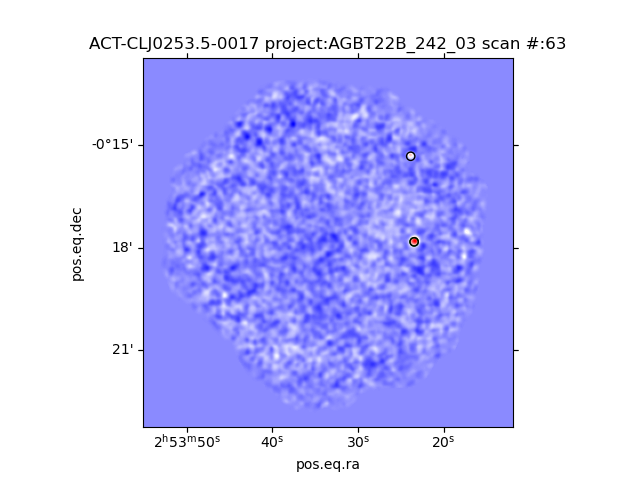 ACT-CLJ0253.5-0017 project:AGBT22B_242_03 scan #:63
-0°15'
18'
21'
pos.eq.dec
2ʰ53ᵐ50ˢ 40ˢ 30ˢ 20ˢ
pos.eq.ra